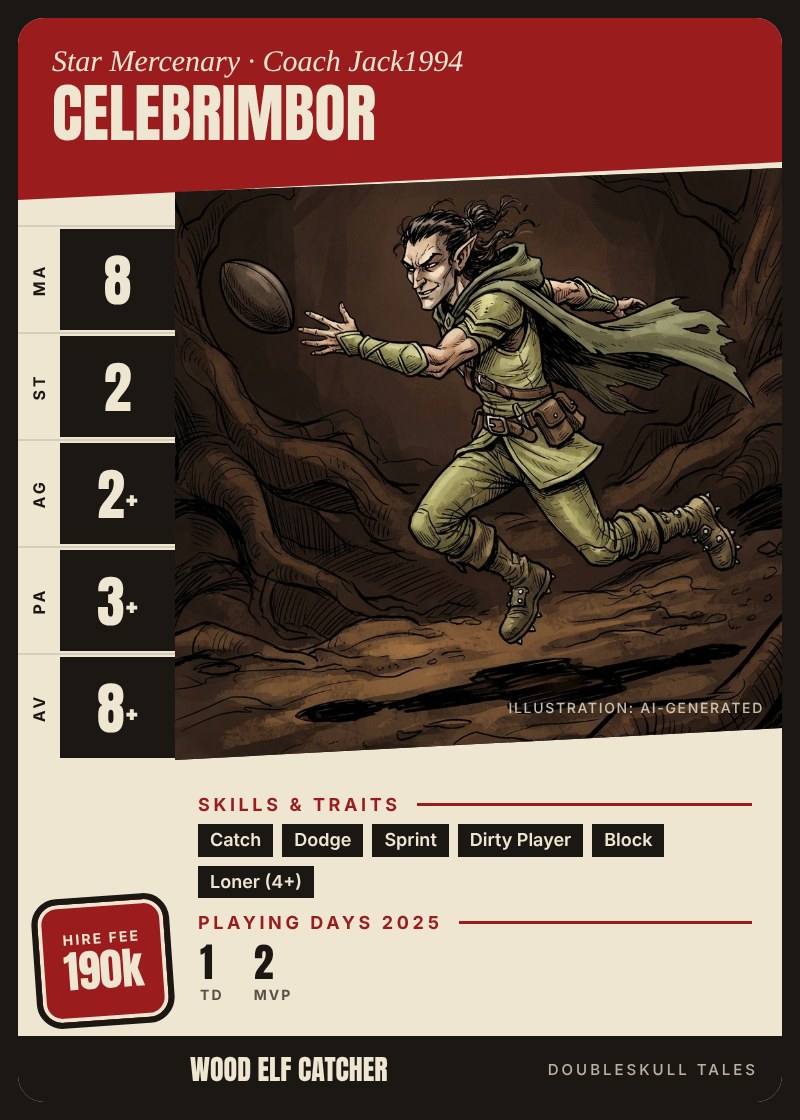 Star Mercenary · Coach Jack1994
CELEBRIMBOR
MA 8
ST 2
AG 2+
PA 3+
AV 8+
ILLUSTRATION: AI-GENERATED
SKILLS & TRAITS
Catch Dodge Sprint Dirty Player Block
Loner (4+)
PLAYING DAYS 2025
1 2
TD MVP
HIRE FEE
190k
WOOD ELF CATCHER
DOUBLESKULL TALES